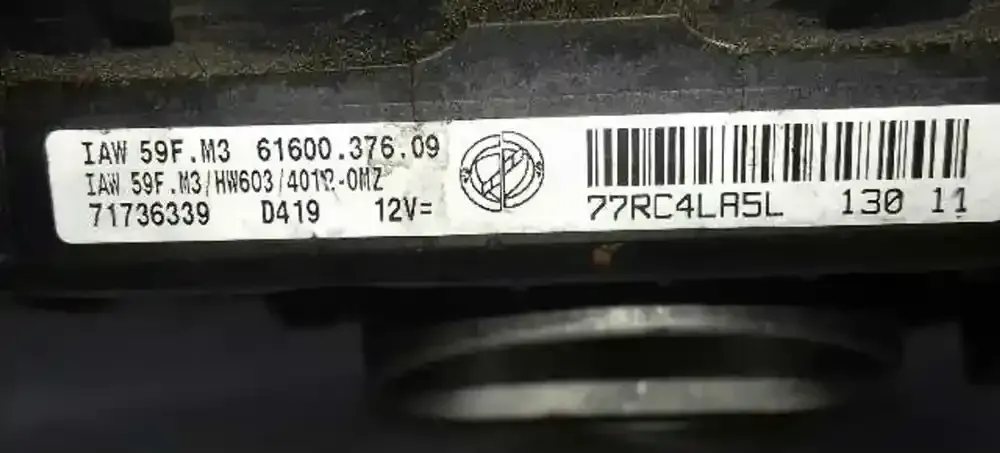 IAW 59F.M3 61600.376.09
IAW 59F.M3/HW603/
71736339 D419 12V=
77RC4LA5L 130 11